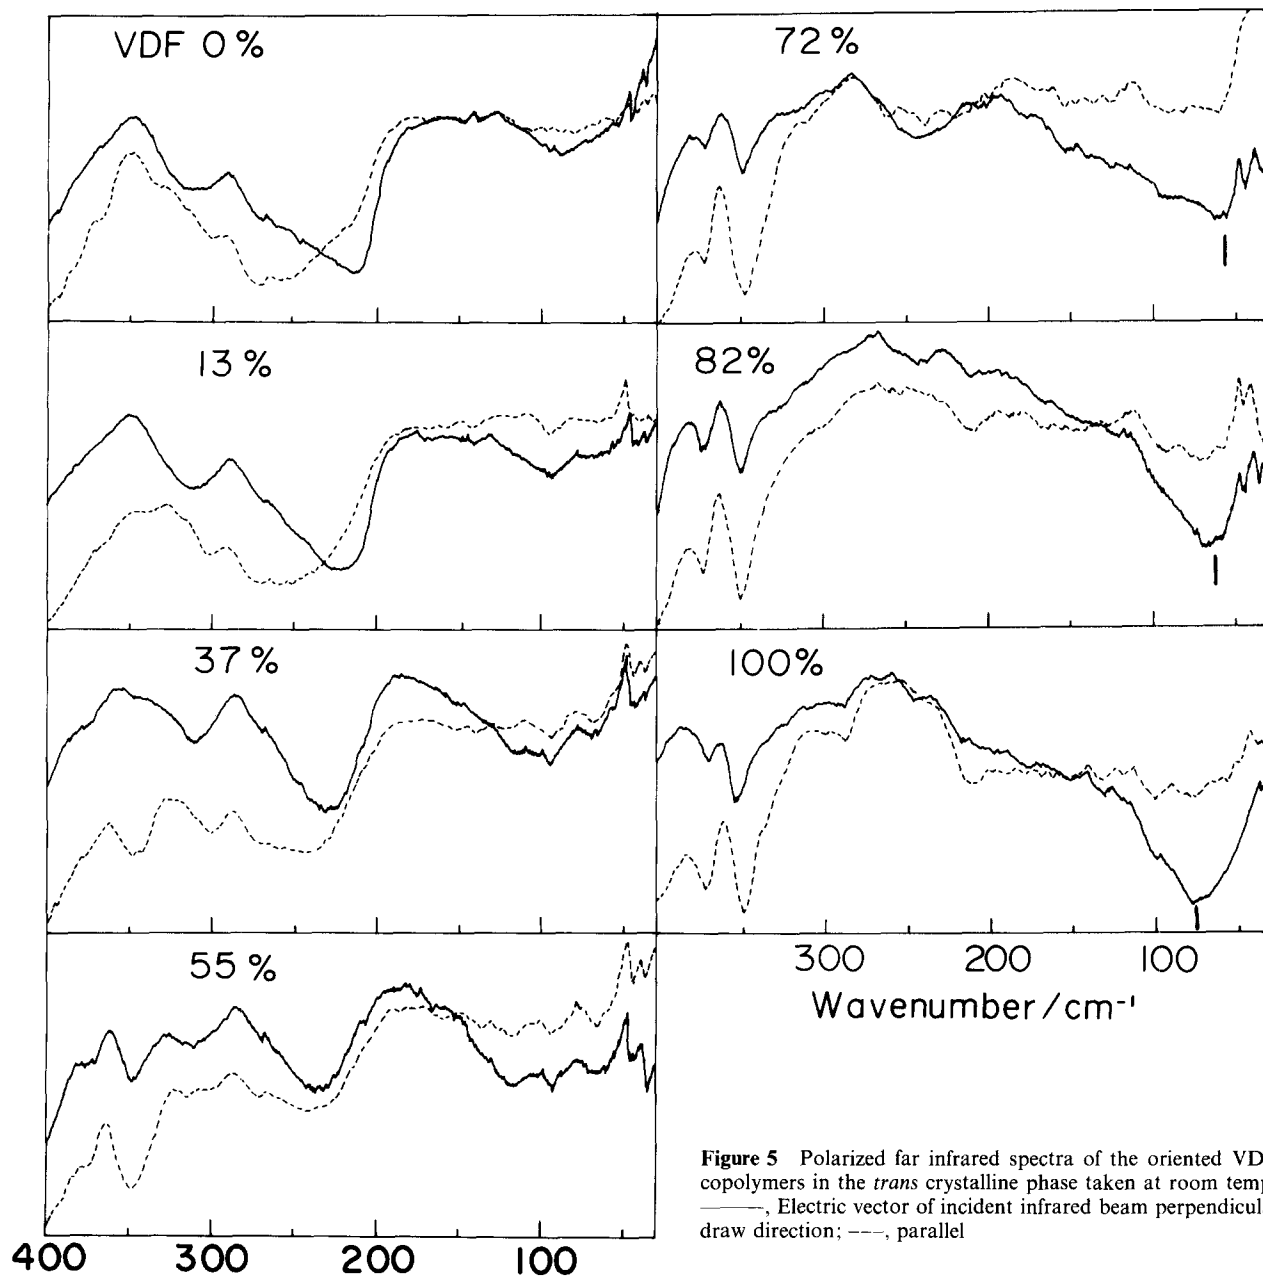 VDF 0%
13%
37%
55%
400 300 200 100
72%
82%
100%
300 200 100
Wavenumber/cm⁻¹
Figure 5 Polarized far infrared spectra of the oriented VD
copolymers in the trans crystalline phase taken at room temp
———, Electric vector of incident infrared beam perpendicul
draw direction; ---, parallel